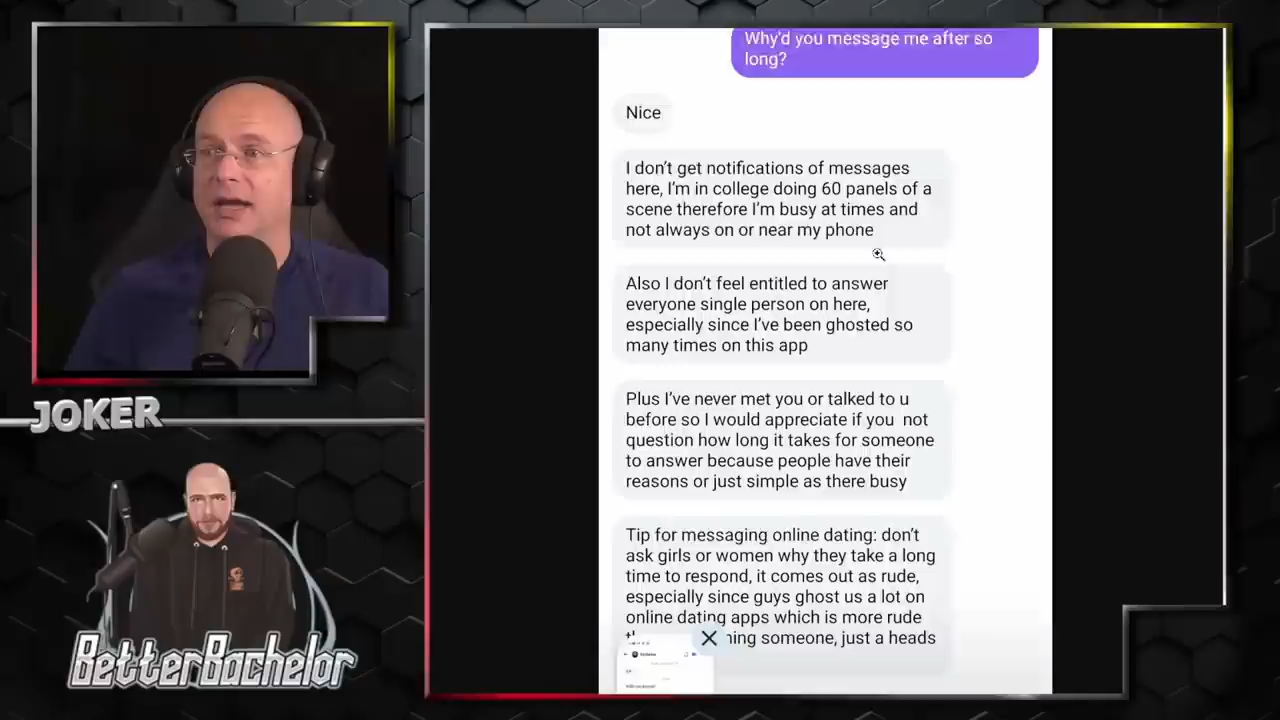 Why'd you message me after so
long?
Nice
I don't get notifications of messages
here, I'm in college doing 60 panels of a
scene therefore I'm busy at times and
not always on or near my phone
Also I don't feel entitled to answer
everyone single person on here,
especially since I've been ghosted so
many times on this app
Plus I've never met you or talked to u
before so I would appreciate if you not
question how long it takes for someone
to answer because people have their
reasons or just simple as there busy
Tip for messaging online dating: don't
ask girls or women why they take a long
time to respond, it comes out as rude,
especially since guys ghost us a lot on
online dating apps which is more rude
someone, just a heads
JOKER
BetterBachelor